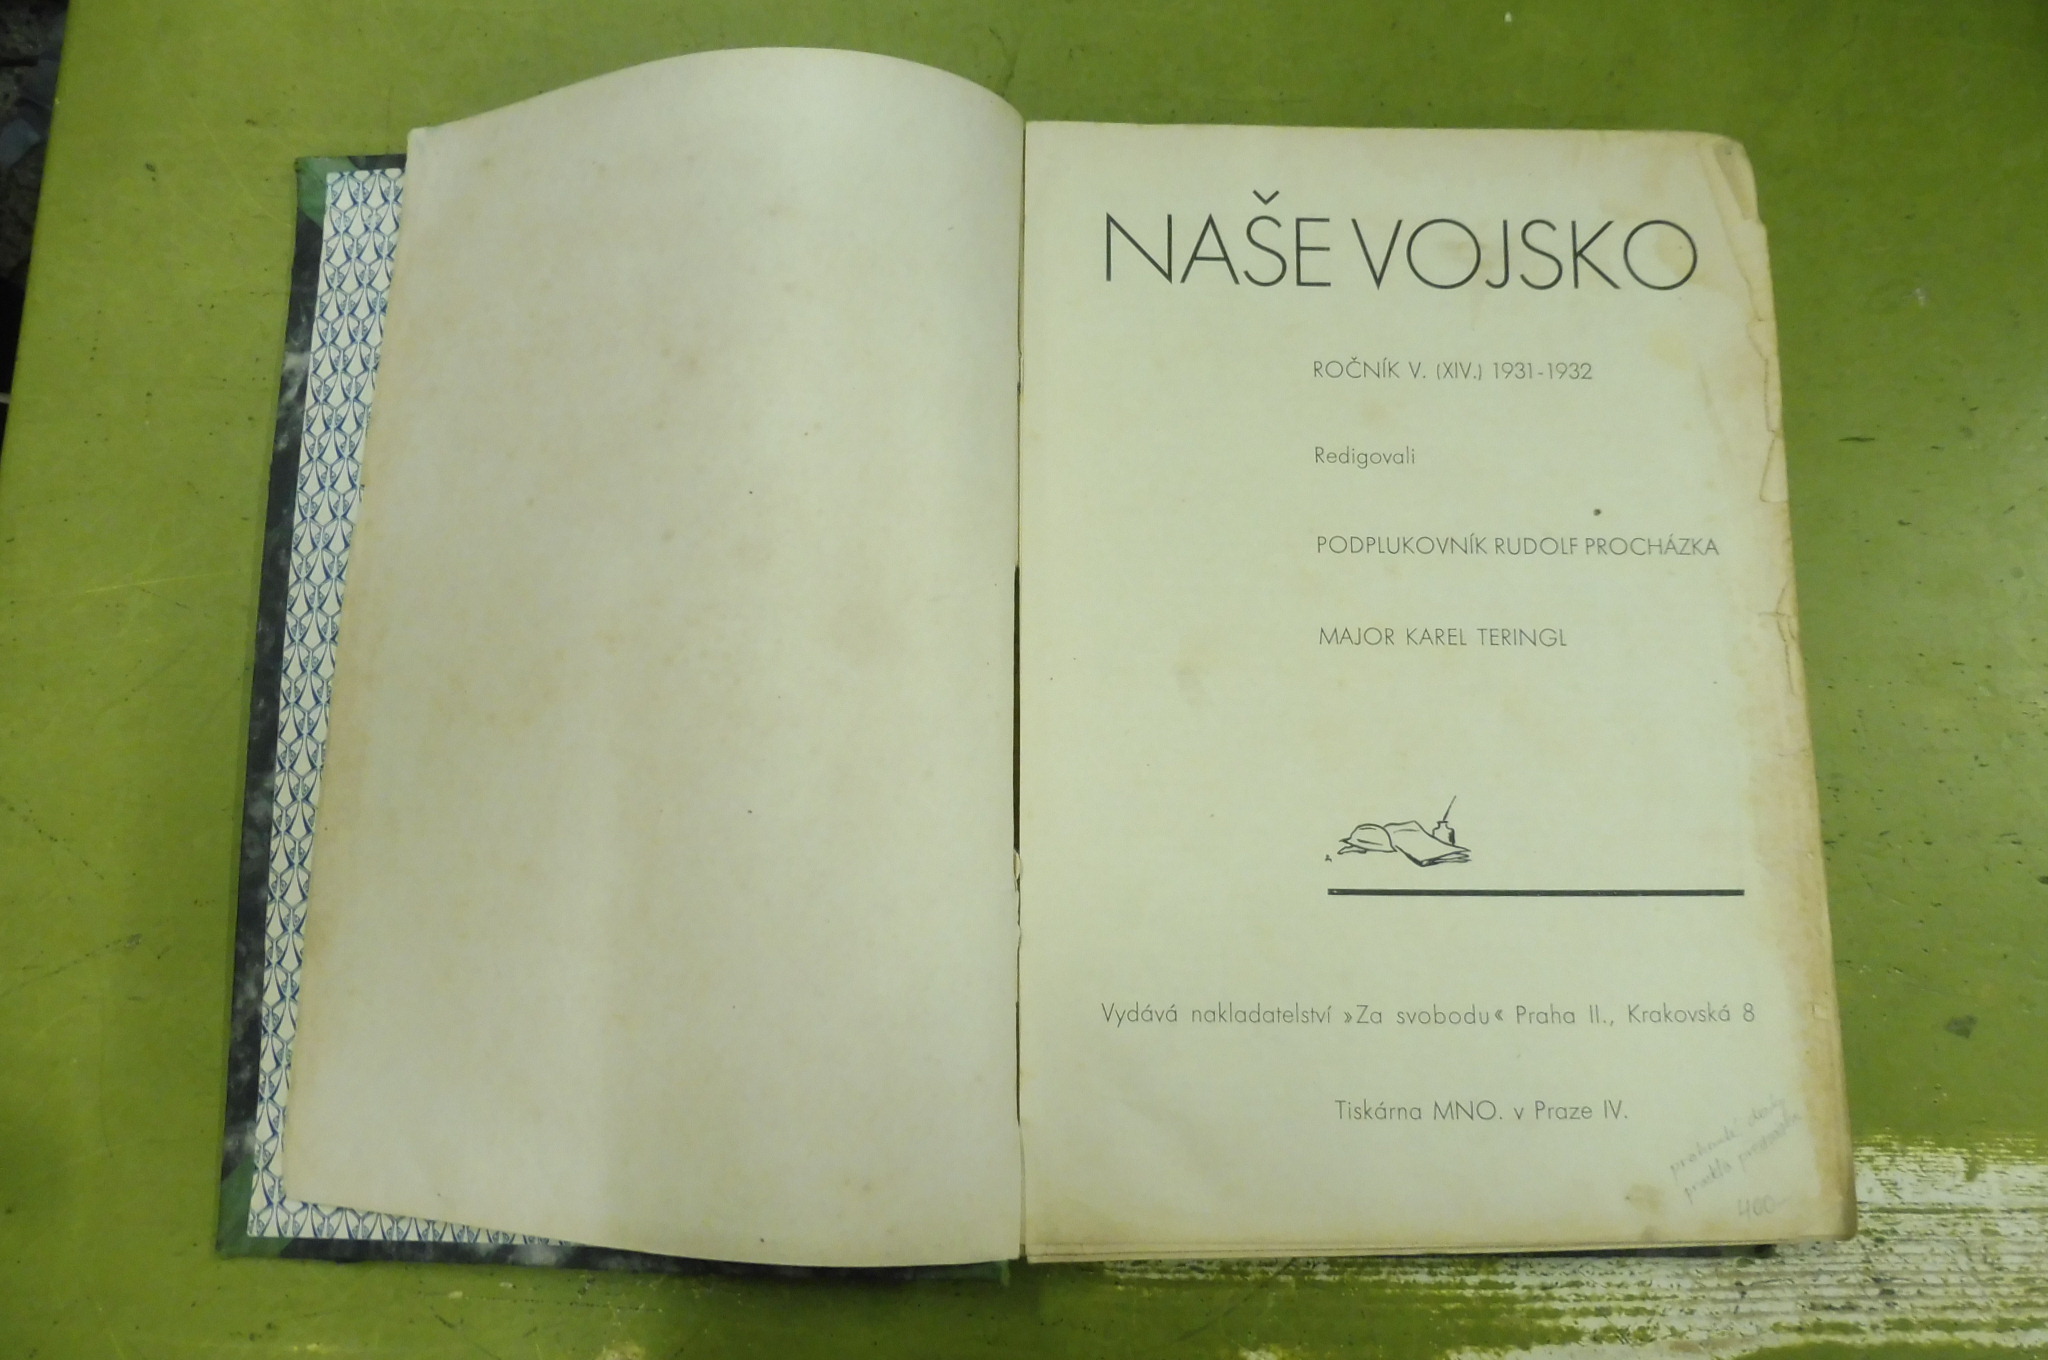 NAŠE VOJSKO
ROČNÍK V. (XIV.) 1931-1932
Redigovali
PODPLUKOVNÍK RUDOLF PROCHÁZKA
MAJOR KAREL TERINGL
Vydává nakladatelství »Za svobodu« Praha II., Krakovská 8
Tiskárna MNO. v Praze IV.
400